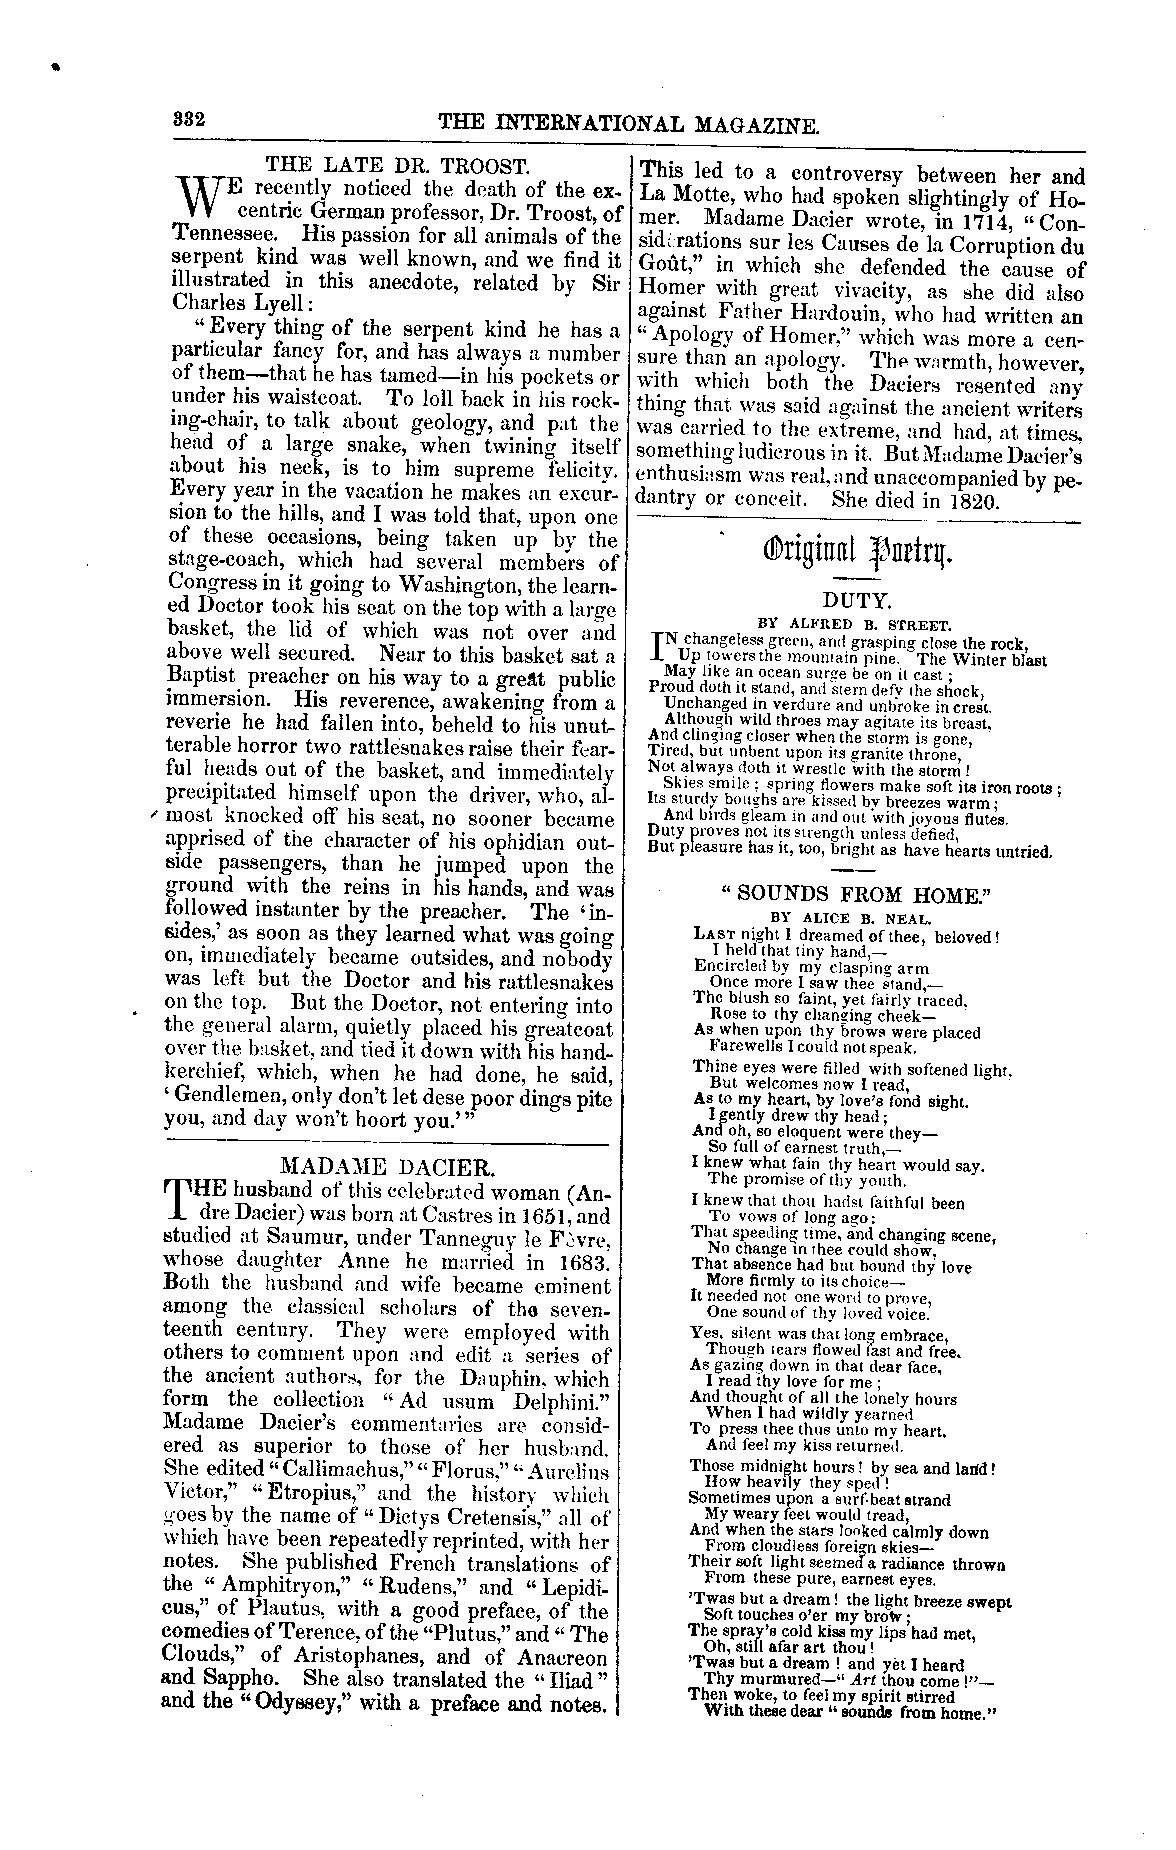 332
THE INTERNATIONAL MAGAZINE.
THE LATE DR. TROOST.
WE recently noticed the death of the ex-
centric German professor, Dr. Troost, of
Tennessee. His passion for all animals of the
serpent kind was well known, and we find it
illustrated in this anecdote, related by Sir
Charles Lyell:
"Every thing of the serpent kind he has a
particular fancy for, and has always a number
of them—that he has tamed—in his pockets or
under his waistcoat. To loll back in his rock-
ing-chair, to talk about geology, and pat the
head of a large snake, when twining itself
about his neck, is to him supreme felicity.
Every year in the vacation he makes an excur-
sion to the hills, and I was told that, upon one
of these occasions, being taken up by the
stage-coach, which had several members of
Congress in it going to Washington, the learn-
ed Doctor took his seat on the top with a large
basket, the lid of which was not over and
above well secured. Near to this basket sat a
Baptist preacher on his way to a great public
immersion. His reverence, awakening from a
reverie he had fallen into, beheld to his unut-
terable horror two rattlesnakes raise their fear-
ful heads out of the basket, and immediately
precipitated himself upon the driver, who, al-
most knocked off his seat, no sooner became
apprised of the character of his ophidian out-
side passengers, than he jumped upon the
ground with the reins in his hands, and was
followed instanter by the preacher. The 'in-
sides,' as soon as they learned what was going
on, immediately became outsides, and nobody
was left but the Doctor and his rattlesnakes
on the top. But the Doctor, not entering into
the general alarm, quietly placed his greatcoat
over the basket, and tied it down with his hand-
kerchief, which, when he had done, he said,
'Gendlemen, only don't let dese poor dings pite
you, and day won't hoort you.'"
MADAME DACIER.
THE husband of this celebrated woman (An-
dre Dacier) was born at Castres in 1651, and
studied at Saumur, under Tanneguy le Fèvre,
whose daughter Anne he married in 1683.
Both the husband and wife became eminent
among the classical scholars of the seven-
teenth century. They were employed with
others to comment upon and edit a series of
the ancient authors, for the Dauphin, which
form the collection "Ad usum Delphini."
Madame Dacier's commentaries are consid-
ered as superior to those of her husband.
She edited "Callimachus," "Florus," "Aurelius
Victor," "Etropius," and the history which
goes by the name of "Dictys Cretensis," all of
which have been repeatedly reprinted, with her
notes. She published French translations of
the "Amphitryon," "Rudens," and "Lepidi-
cus," of Plautus, with a good preface, of the
comedies of Terence, of the "Plutus," and "The
Clouds," of Aristophanes, and of Anacreon
and Sappho. She also translated the "Iliad"
and the "Odyssey," with a preface and notes.
This led to a controversy between her and
La Motte, who had spoken slightingly of Ho-
mer. Madame Dacier wrote, in 1714, "Con-
sidérations sur les Causes de la Corruption du
Goût," in which she defended the cause of
Homer with great vivacity, as she did also
against Father Hardouin, who had written an
"Apology of Homer," which was more a cen-
sure than an apology. The warmth, however,
with which both the Daciers resented any
thing that was said against the ancient writers
was carried to the extreme, and had, at times,
something ludicrous in it. But Madame Dacier's
enthusiasm was real, and unaccompanied by pe-
dantry or conceit. She died in 1820.
Original Poetry.
DUTY.
BY ALFRED B. STREET.
IN changeless green, and grasping close the rock,
Up towers the mountain pine. The Winter blast
May like an ocean surge be on it cast;
Proud doth it stand, and stern defy the shock,
Unchanged in verdure and unbroke in crest.
Although wild throes may agitate its breast,
And clinging closer when the storm is gone,
Tired, but unbent upon its granite throne,
Not always doth it wrestle with the storm!
Skies smile; spring flowers make soft its iron roots;
Its sturdy boughs are kissed by breezes warm;
And birds gleam in and out with joyous flutes.
Duty proves not its strength unless defied,
But pleasure has it, too, bright as have hearts untried.
"SOUNDS FROM HOME."
BY ALICE B. NEAL.
LAST night I dreamed of thee, beloved!
I held that tiny hand,—
Encircled by my clasping arm
Once more I saw thee stand,—
The blush so faint, yet fairly traced,
Rose to thy changing cheek—
As when upon thy brows were placed
Farewells I could not speak.
Thine eyes were filled with softened light,
But welcomes now I read,
As to my heart, by love's fond sight,
I gently drew thy head;
And oh, so eloquent were they—
So full of earnest truth,—
I knew what fain thy heart would say.
The promise of thy youth.
I knew that thou hadst faithful been
To vows of long ago;
That speeding time, and changing scene,
No change in thee could show,
That absence had but bound thy love
More firmly to its choice—
It needed not one word to prove,
One sound of thy loved voice.
Yes, silent was that long embrace,
Though tears flowed fast and free.
As gazing down in that dear face,
I read thy love for me;
And thought of all the lonely hours
When I had wildly yearned
To press thee thus unto my heart,
And feel my kiss returned.
Those midnight hours! by sea and land!
How heavily they sped!
Sometimes upon a surf-beat strand
My weary feet would tread,
And when the stars looked calmly down
From cloudless foreign skies—
Their soft light seemed a radiance thrown
From these pure, earnest eyes.
'Twas but a dream! the light breeze swept
Soft touches o'er my brow;
The spray's cold kiss my lips had met,
Oh, still afar art thou!
'Twas but a dream! and yet I heard
Thy murmured—"Art thou come!"—
Then woke, to feel my spirit stirred
With these dear "sounds from home."